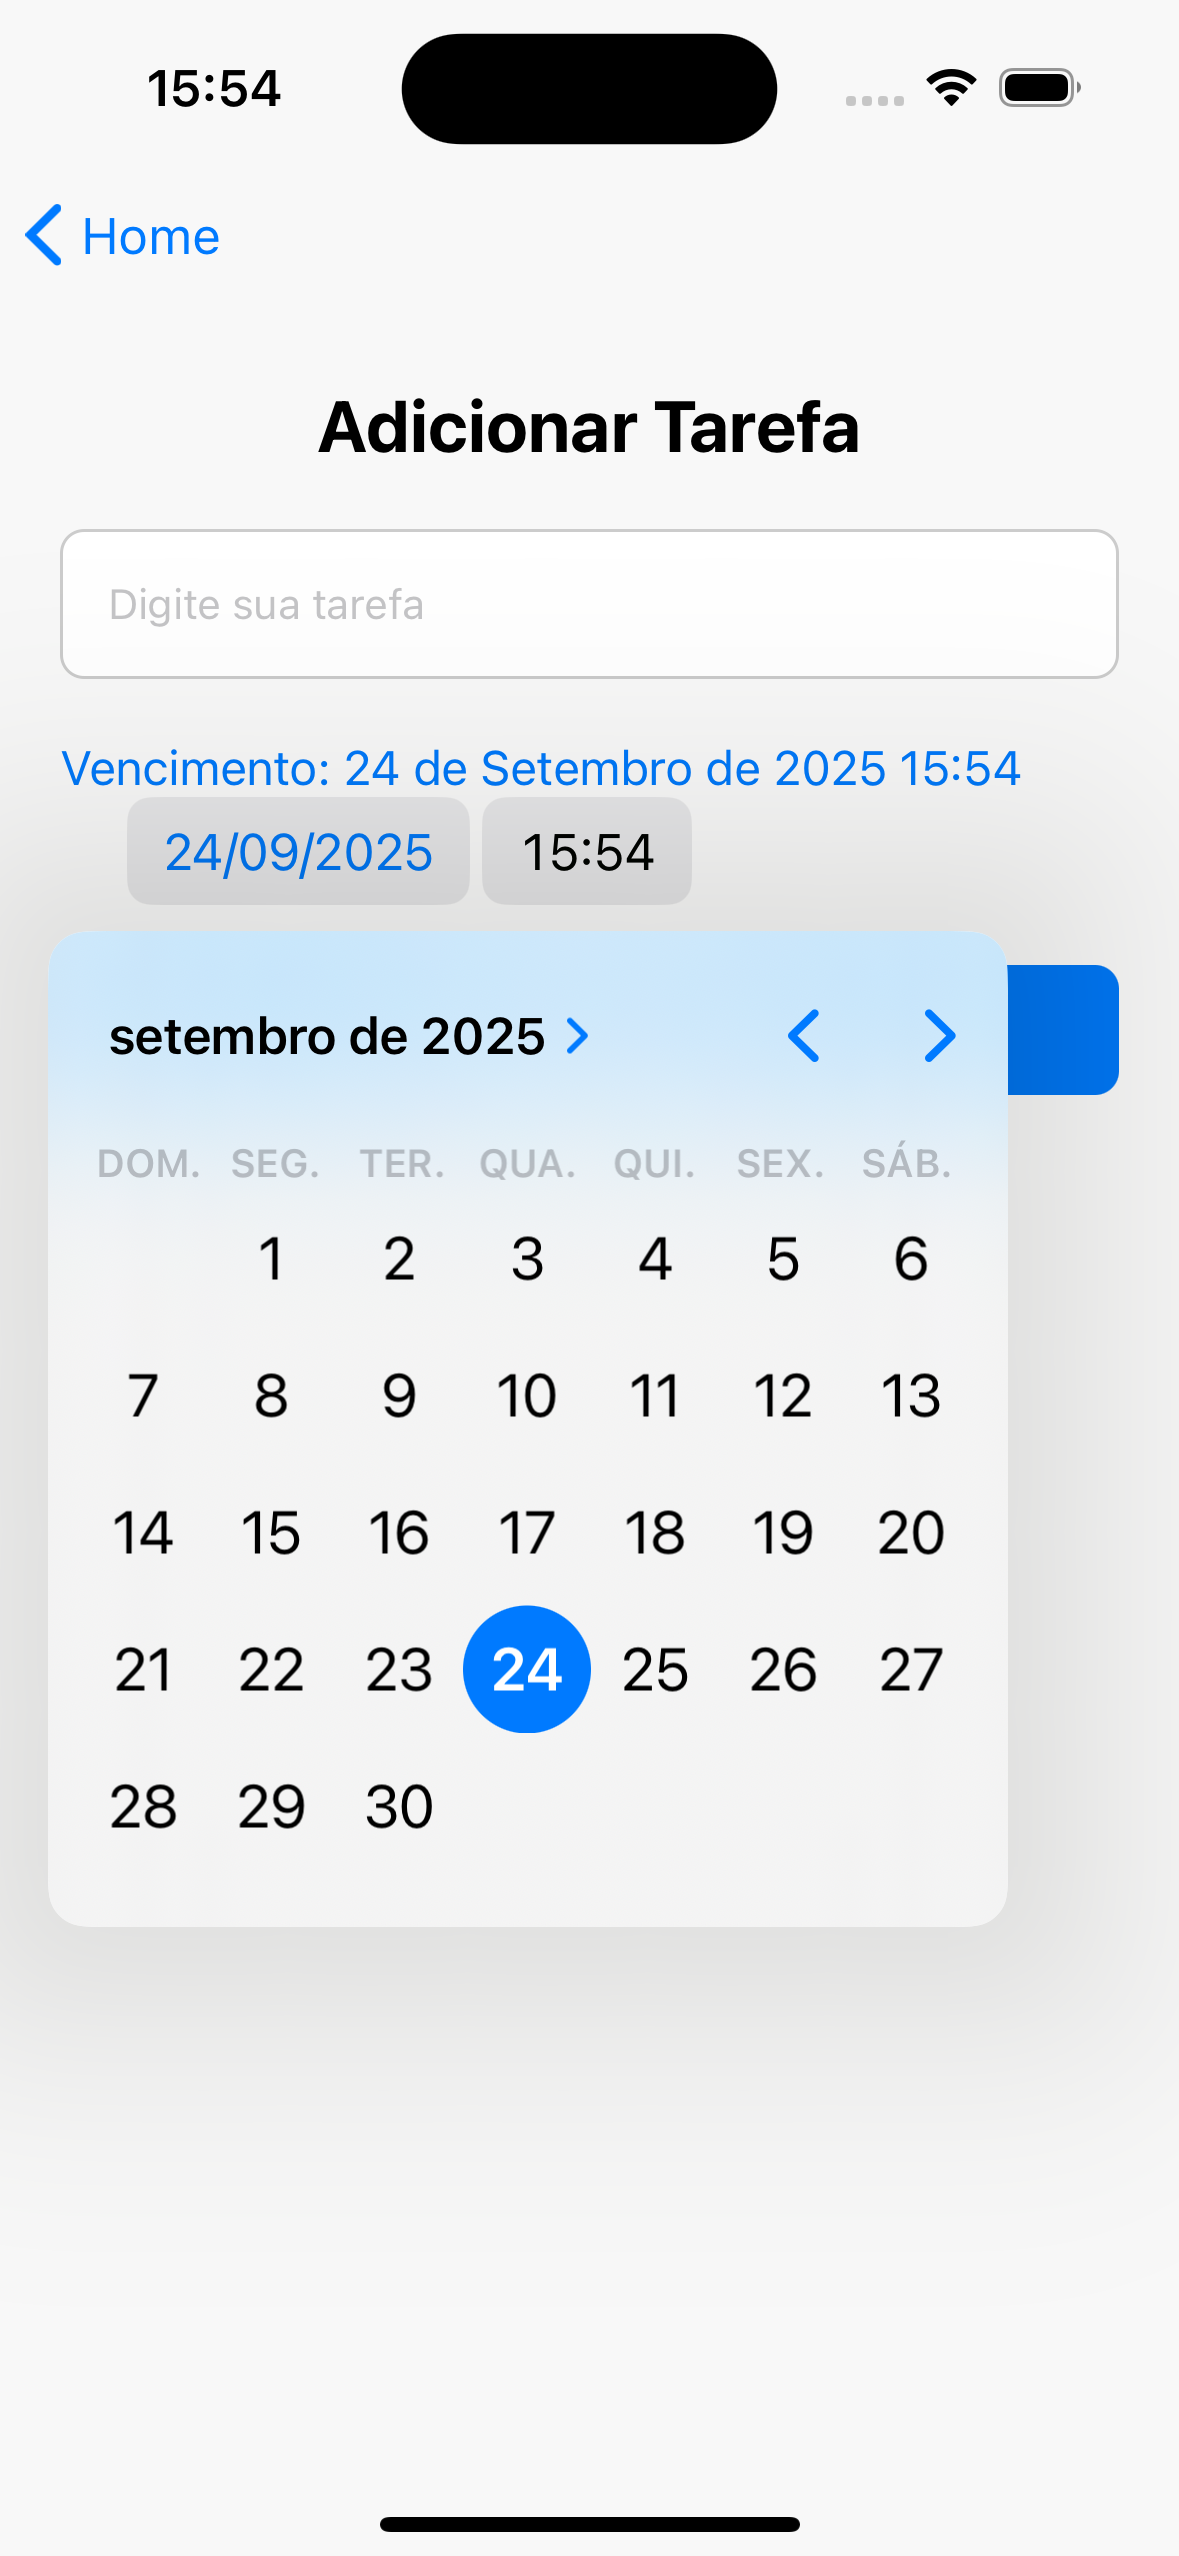 15:54
Home
Adicionar Tarefa
Digite sua tarefa
Vencimento: 24 de Setembro de 2025 15:54
24/09/2025 15:54
setembro de 2025
DOM. SEG. TER. QUA. QUI. SEX. SÁB.
1 2 3 4 5 6
7 8 9 10 11 12 13
14 15 16 17 18 19 20
21 22 23 24 25 26 27
28 29 30